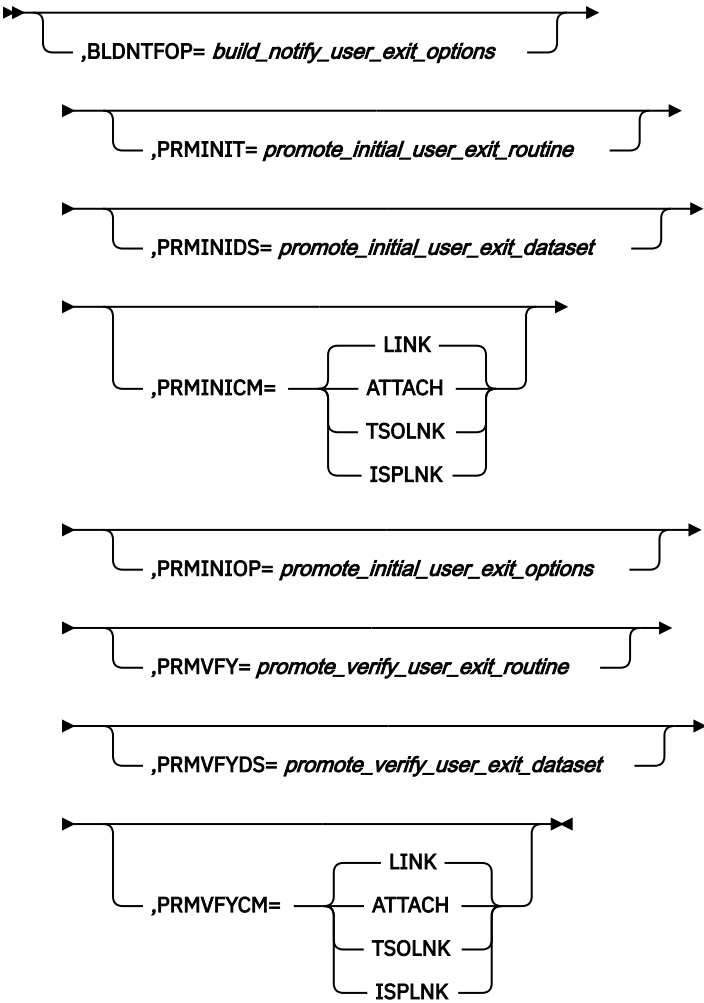 ,BLDNTFOP= build_notify_user_exit_options
,PRMINIT= promote_initial_user_exit_routine
,PRMINIDS= promote_initial_user_exit_dataset
LINK
,PRMINICM= ATTACH
TSOLNK
ISPLNK
,PRMINIOP= promote_initial_user_exit_options
,PRMVFY= promote_verify_user_exit_routine
,PRMVFYDS= promote_verify_user_exit_dataset
LINK
,PRMVFYCM= ATTACH
TSOLNK
ISPLNK